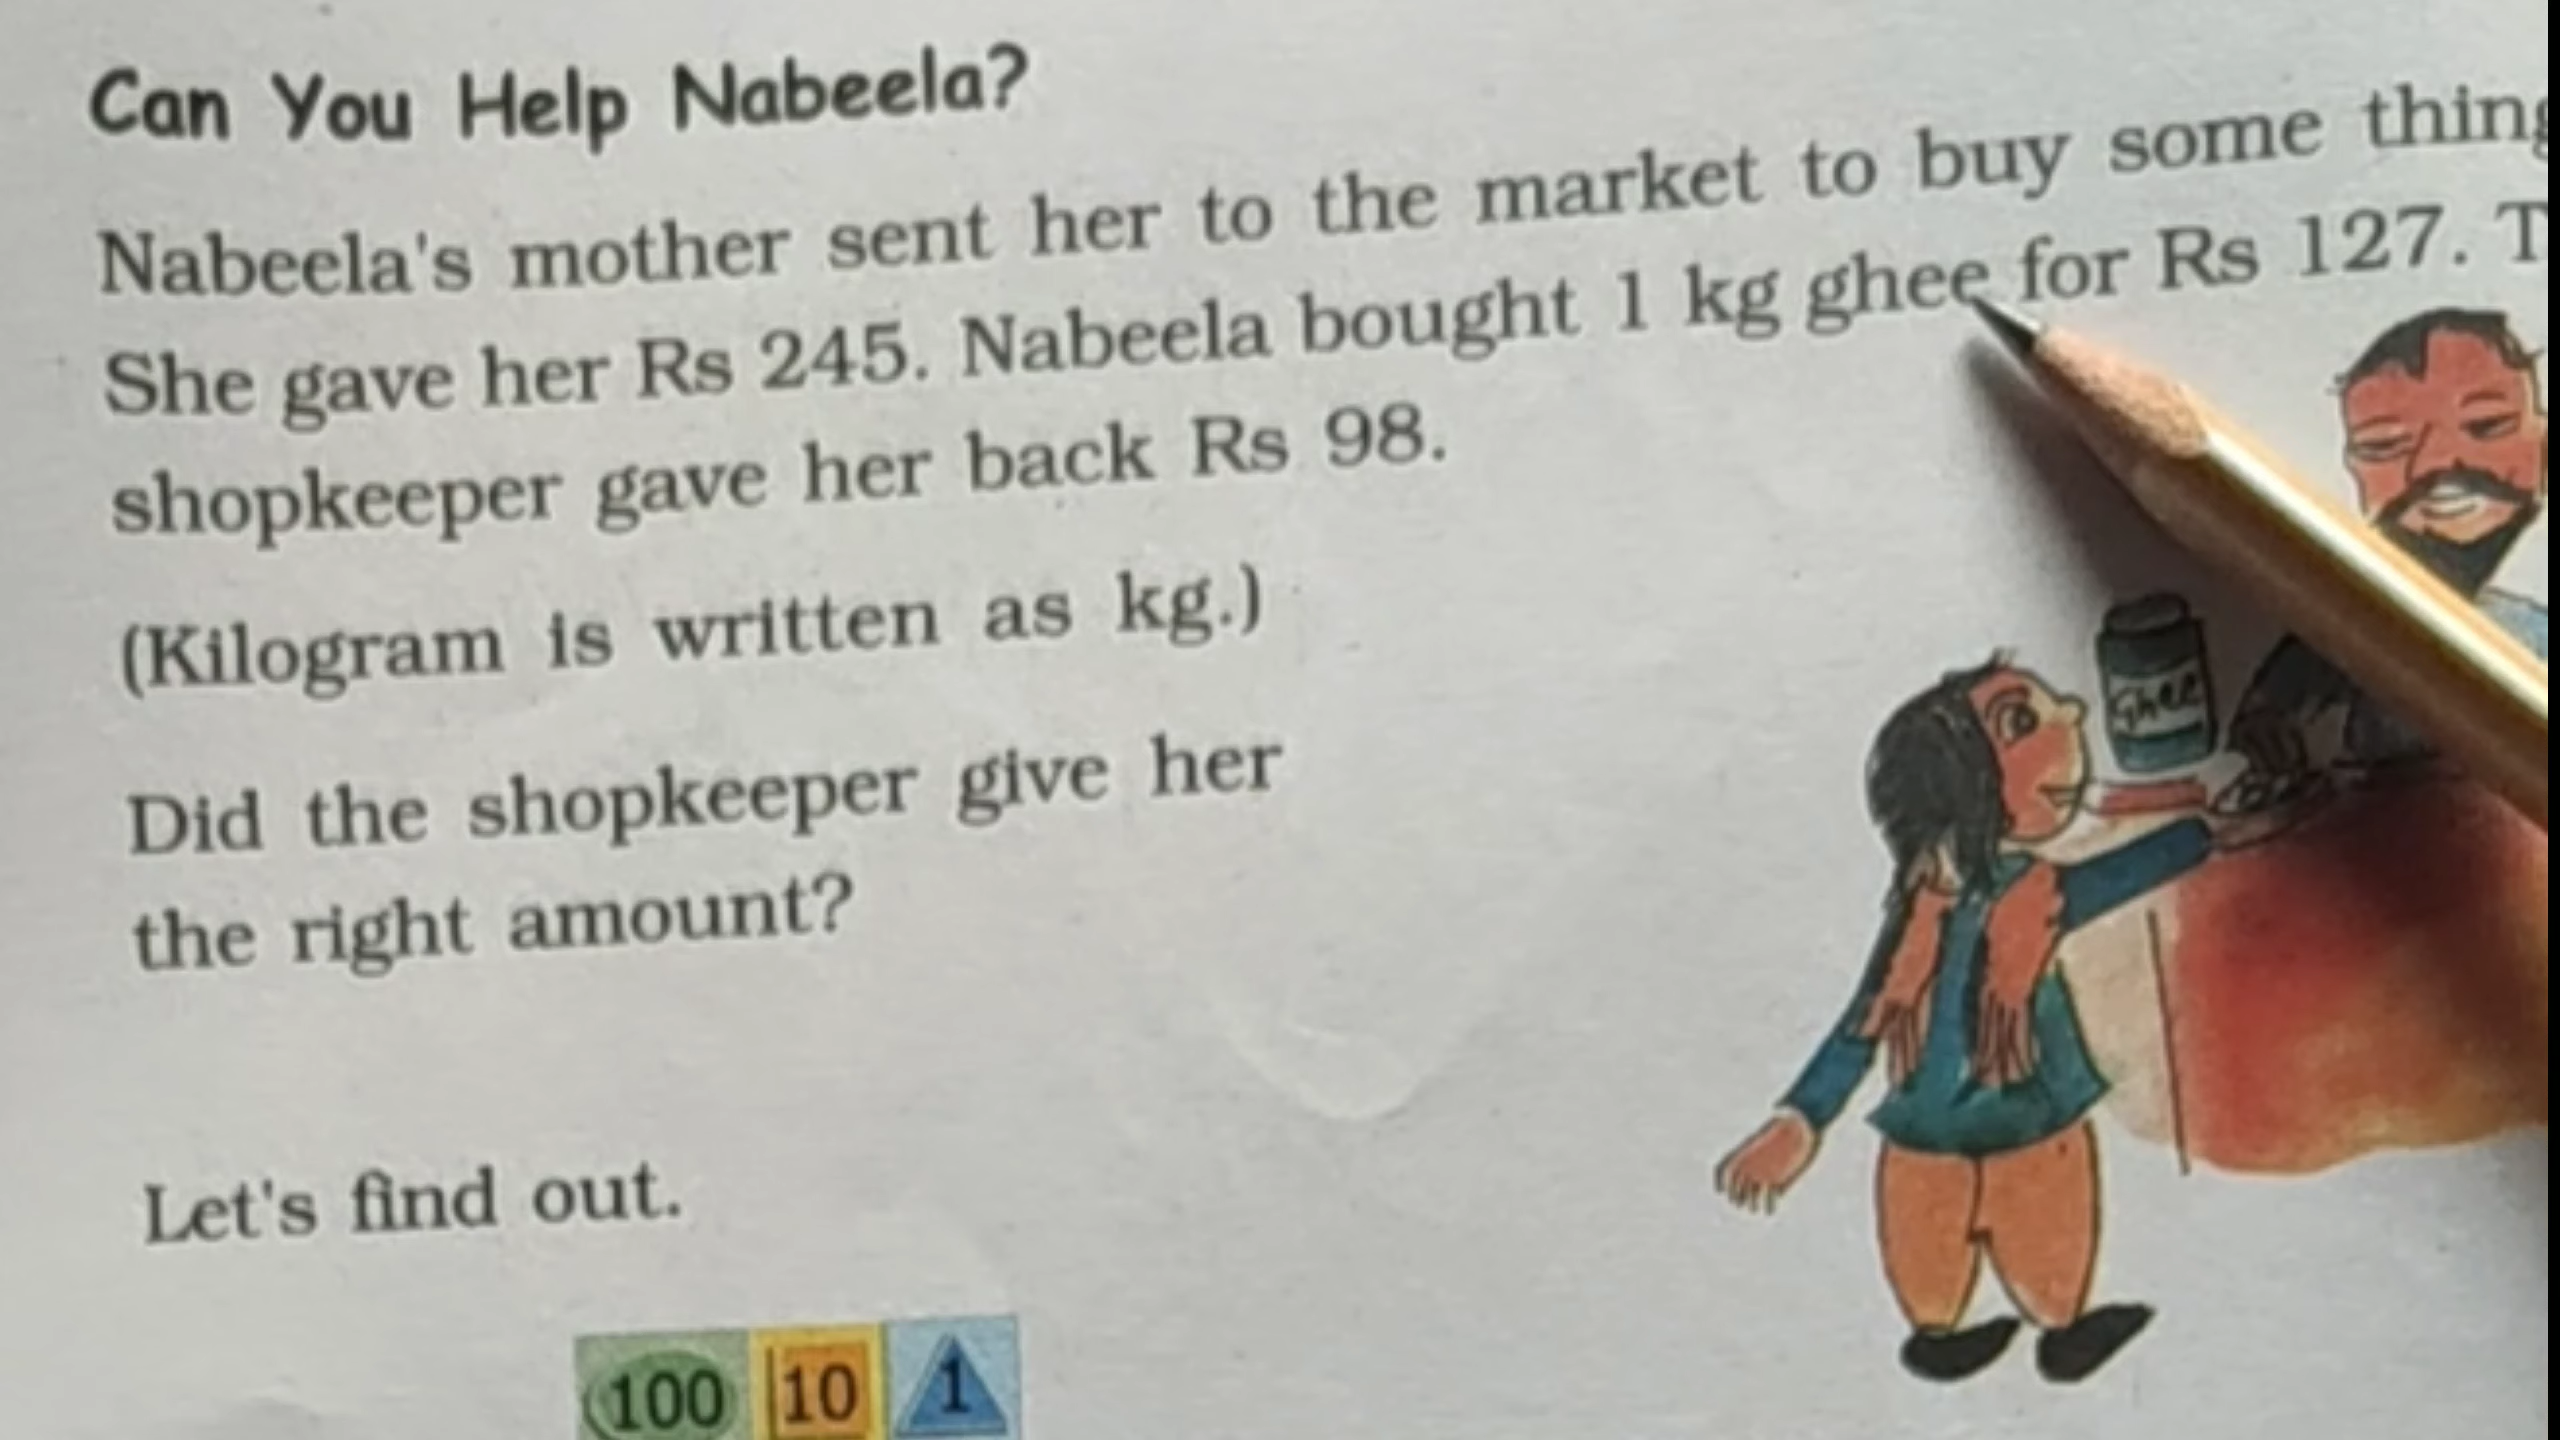 Can You Help Nabeela?
Nabeela's mother sent her to the market to buy some
She gave her Rs 245. Nabeela bought 1 kg ghee for Rs 127.
shopkeeper gave her back Rs 98.
(Kilogram is written as kg.)
Ghee
Did the shopkeeper give her
the right amount?
Let's find out.
100 10 1